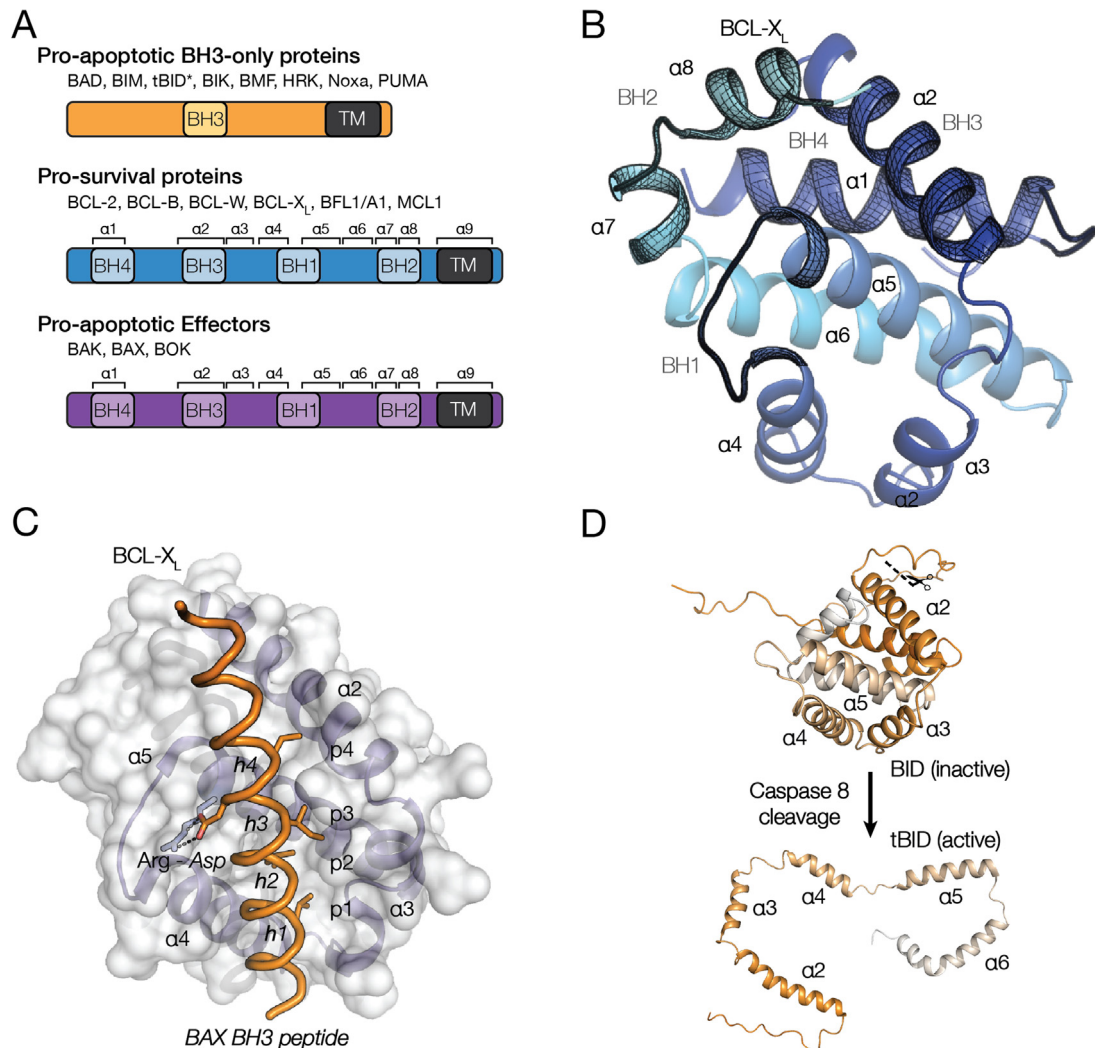 A
Pro-apoptotic BH3-only proteins
BAD, BIM, tBID*, BIK, BMF, HRK, Noxa, PUMA
BH3 TM
Pro-survival proteins
BCL-2, BCL-B, BCL-W, BCL-X_L, BFL1/A1, MCL1
α1 α2 α3 α4 α5 α6 α7 α8 α9
BH4 BH3 BH1 BH2 TM
Pro-apoptotic Effectors
BAK, BAX, BOK
α1 α2 α3 α4 α5 α6 α7 α8 α9
BH4 BH3 BH1 BH2 TM
B
BCL-X_L
α8
α2
BH2
BH3
BH4
α1
α7
α5
α6
BH1
α4
α3
α2
C
BCL-X_L
α2
α5
p4
h4
p3
h3
Arg - Asp
p2
h2
p1
α3
α4
h1
BAX BH3 peptide
D
α2
α5
α3
α4
BID (inactive)
Caspase 8
cleavage
tBID (active)
α4
α5
α3
α6
α2